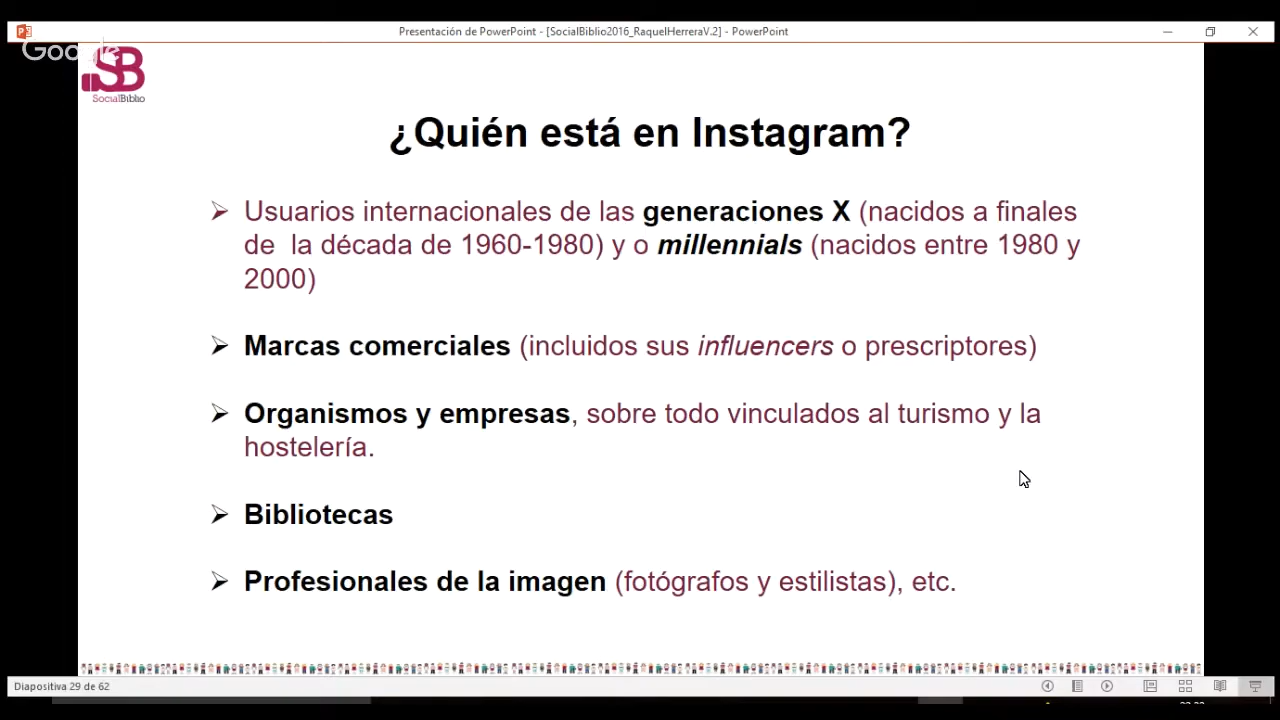 Presentación de PowerPoint - [SocialBiblio2016_RaquelHerreraV.2] - PowerPoint
Google
SB
SocialBiblio
¿Quién está en Instagram?
Usuarios internacionales de las generaciones X (nacidos a finales
de la década de 1960-1980) y o millennials (nacidos entre 1980 y
2000)
Marcas comerciales (incluidos sus influencers o prescriptores)
Organismos y empresas, sobre todo vinculados al turismo y la
hostelería.
Bibliotecas
Profesionales de la imagen (fotógrafos y estilistas), etc.
Diapositiva 29 de 62